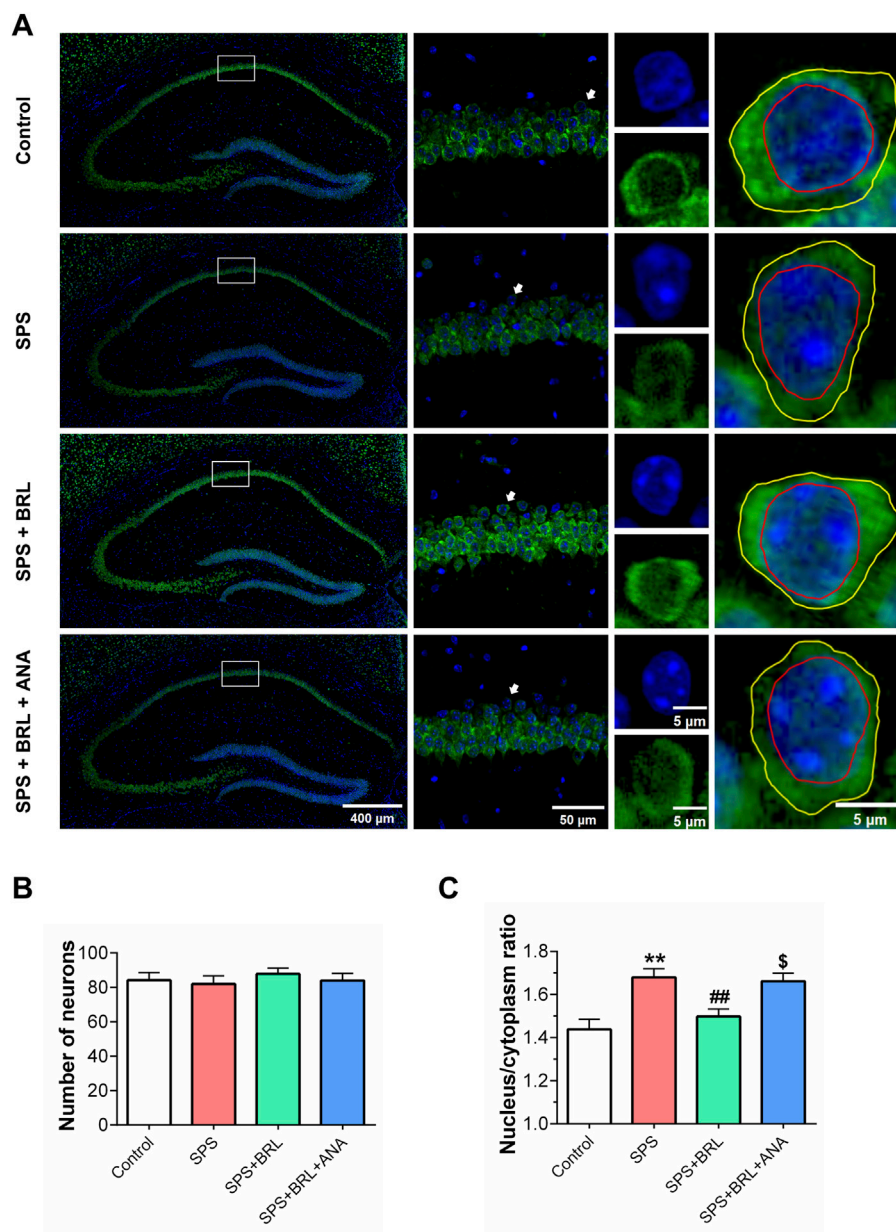 A
Control
SPS
SPS + BRL
SPS + BRL + ANA
5 µm
400 µm
50 µm
5 µm
5 µm
B
Number of neurons
100
80
60
40
20
0
Control
SPS
SPS+BRL
SPS+BRL+ANA
C
Nucleus/cytoplasm ratio
1.8
1.6
1.4
1.2
1.0
**
##
$
Control
SPS
SPS+BRL
SPS+BRL+ANA